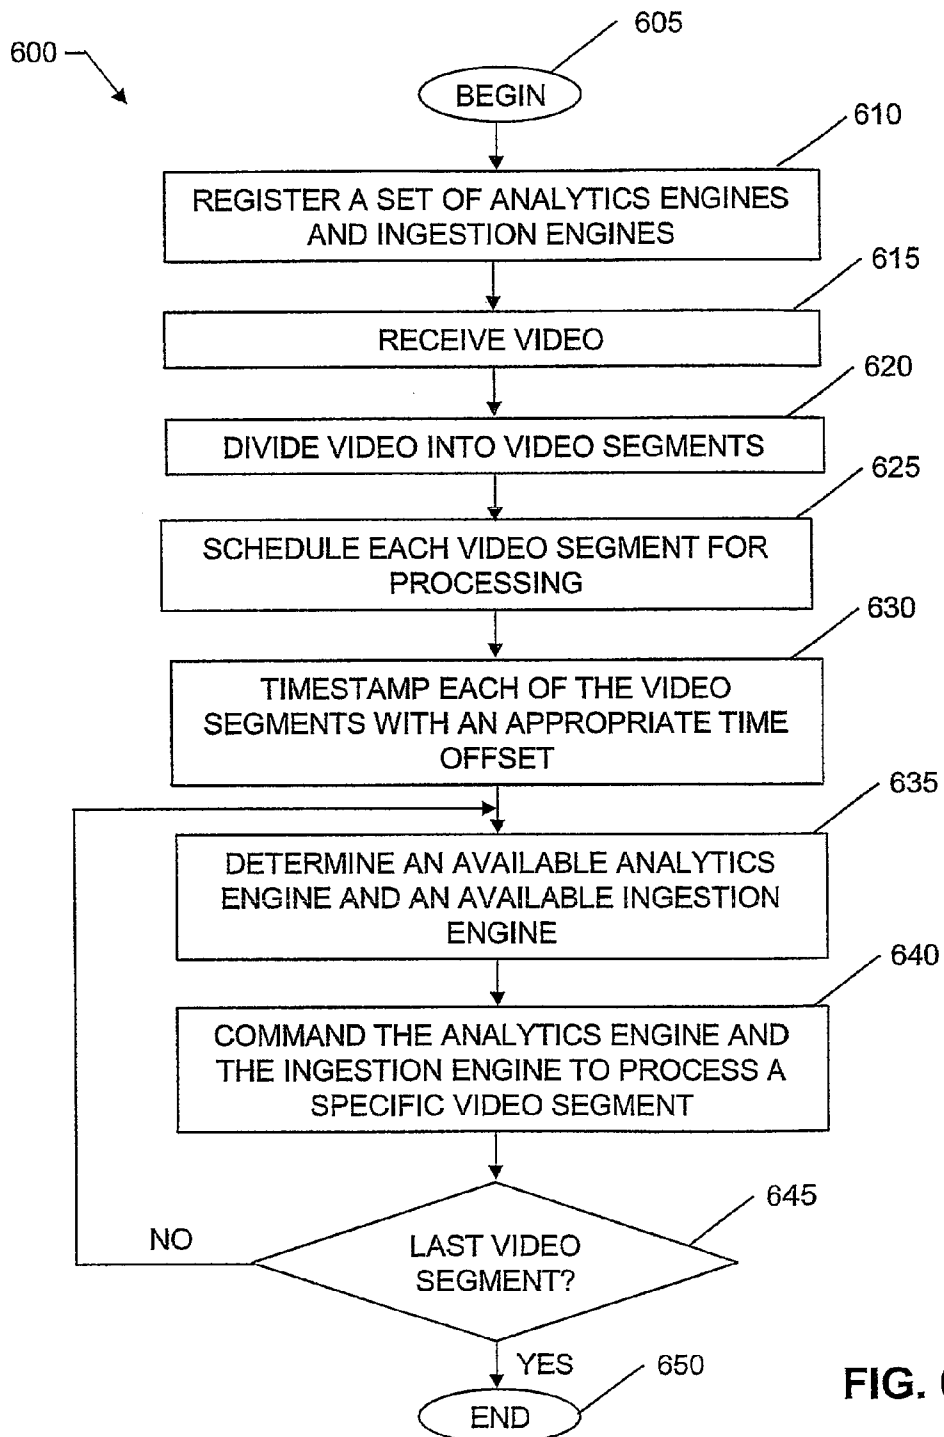 605
600
BEGIN
610
REGISTER A SET OF ANALYTICS ENGINES
AND INGESTION ENGINES
615
RECEIVE VIDEO
620
DIVIDE VIDEO INTO VIDEO SEGMENTS
625
SCHEDULE EACH VIDEO SEGMENT FOR
PROCESSING
630
TIMESTAMP EACH OF THE VIDEO
SEGMENTS WITH AN APPROPRIATE TIME
OFFSET
635
DETERMINE AN AVAILABLE ANALYTICS
ENGINE AND AN AVAILABLE INGESTION
ENGINE
640
COMMAND THE ANALYTICS ENGINE AND
THE INGESTION ENGINE TO PROCESS A
SPECIFIC VIDEO SEGMENT
645
NO
LAST VIDEO
SEGMENT?
YES
650
END
FIG. 6